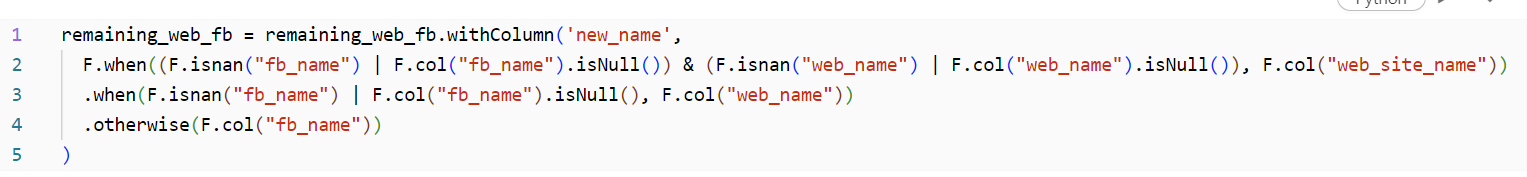 Python
1 remaining_web_fb = remaining_web_fb.withColumn('new_name',
2 F.when((F.isnan("fb_name") | F.col("fb_name").isNull()) & (F.isnan("web_name") | F.col("web_name").isNull()), F.col("web_site_name"))
3 .when(F.isnan("fb_name") | F.col("fb_name").isNull(), F.col("web_name"))
4 .otherwise(F.col("fb_name"))
5 )